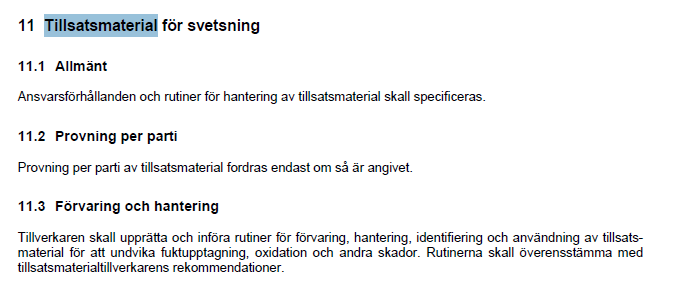 11 Tillsatsmaterial för svetsning
11.1 Allmänt
Ansvarsförhållanden och rutiner för hantering av tillsatsmaterial skall specificeras.
11.2 Provning per parti
Provning per parti av tillsatsmaterial fordras endast om så är angivet.
11.3 Förvaring och hantering
Tillverkaren skall upprätta och införa rutiner för förvaring, hantering, identifiering och användning av tillsats-
material för att undvika fuktupptagning, oxidation och andra skador. Rutinerna skall överensstämma med
tillsatsmaterialtillverkarens rekommendationer.